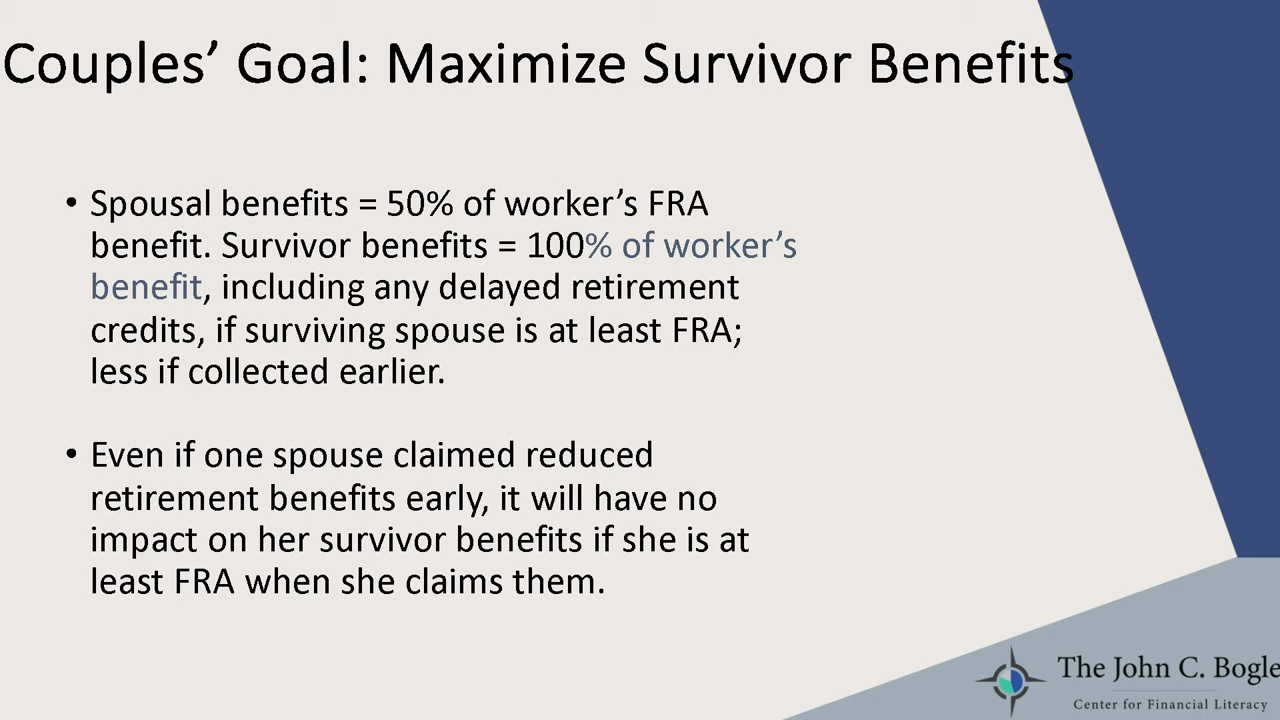 Couples’ Goal: Maximize Survivor Benefits
• Spousal benefits = 50% of worker’s FRA
benefit. Survivor benefits = 100% of worker’s
benefit, including any delayed retirement
credits, if surviving spouse is at least FRA;
less if collected earlier.
• Even if one spouse claimed reduced
retirement benefits early, it will have no
impact on her survivor benefits if she is at
least FRA when she claims them.
The John C. Bogle
Center for Financial Literacy